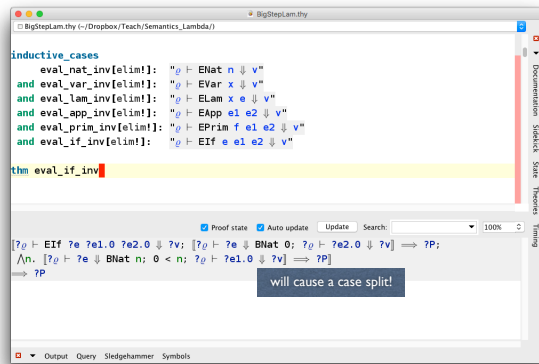 BigStepLam.thy
BigStepLam.thy (~/Dropbox/Teach/Semantics_Lambda/)
inductive_cases
eval_nat_inv[elim!]: "ρ ⊢ ENat n ⇓ v"
and eval_var_inv[elim!]: "ρ ⊢ EVar x ⇓ v"
and eval_lam_inv[elim!]: "ρ ⊢ ELam x e ⇓ v"
and eval_app_inv[elim!]: "ρ ⊢ EApp e1 e2 ⇓ v"
and eval_prim_inv[elim!]: "ρ ⊢ EPrim f e1 e2 ⇓ v"
and eval_if_inv[elim!]: "ρ ⊢ EIf e e1 e2 ⇓ v"
thm eval_if_inv
Proof state Auto update Update Search: 100%
⟦?ρ ⊢ EIf ?e ?e1.0 ?e2.0 ⇓ ?v; ⟦?ρ ⊢ ?e ⇓ BNat 0; ?ρ ⊢ ?e2.0 ⇓ ?v⟧ ⟹ ?P;
⋀n. ⟦?ρ ⊢ ?e ⇓ BNat n; 0 < n; ?ρ ⊢ ?e1.0 ⇓ ?v⟧ ⟹ ?P⟧
⟹ ?P
will cause a case split!
Output Query Sledgehammer Symbols
Documentation Sidekick State Theories Timing